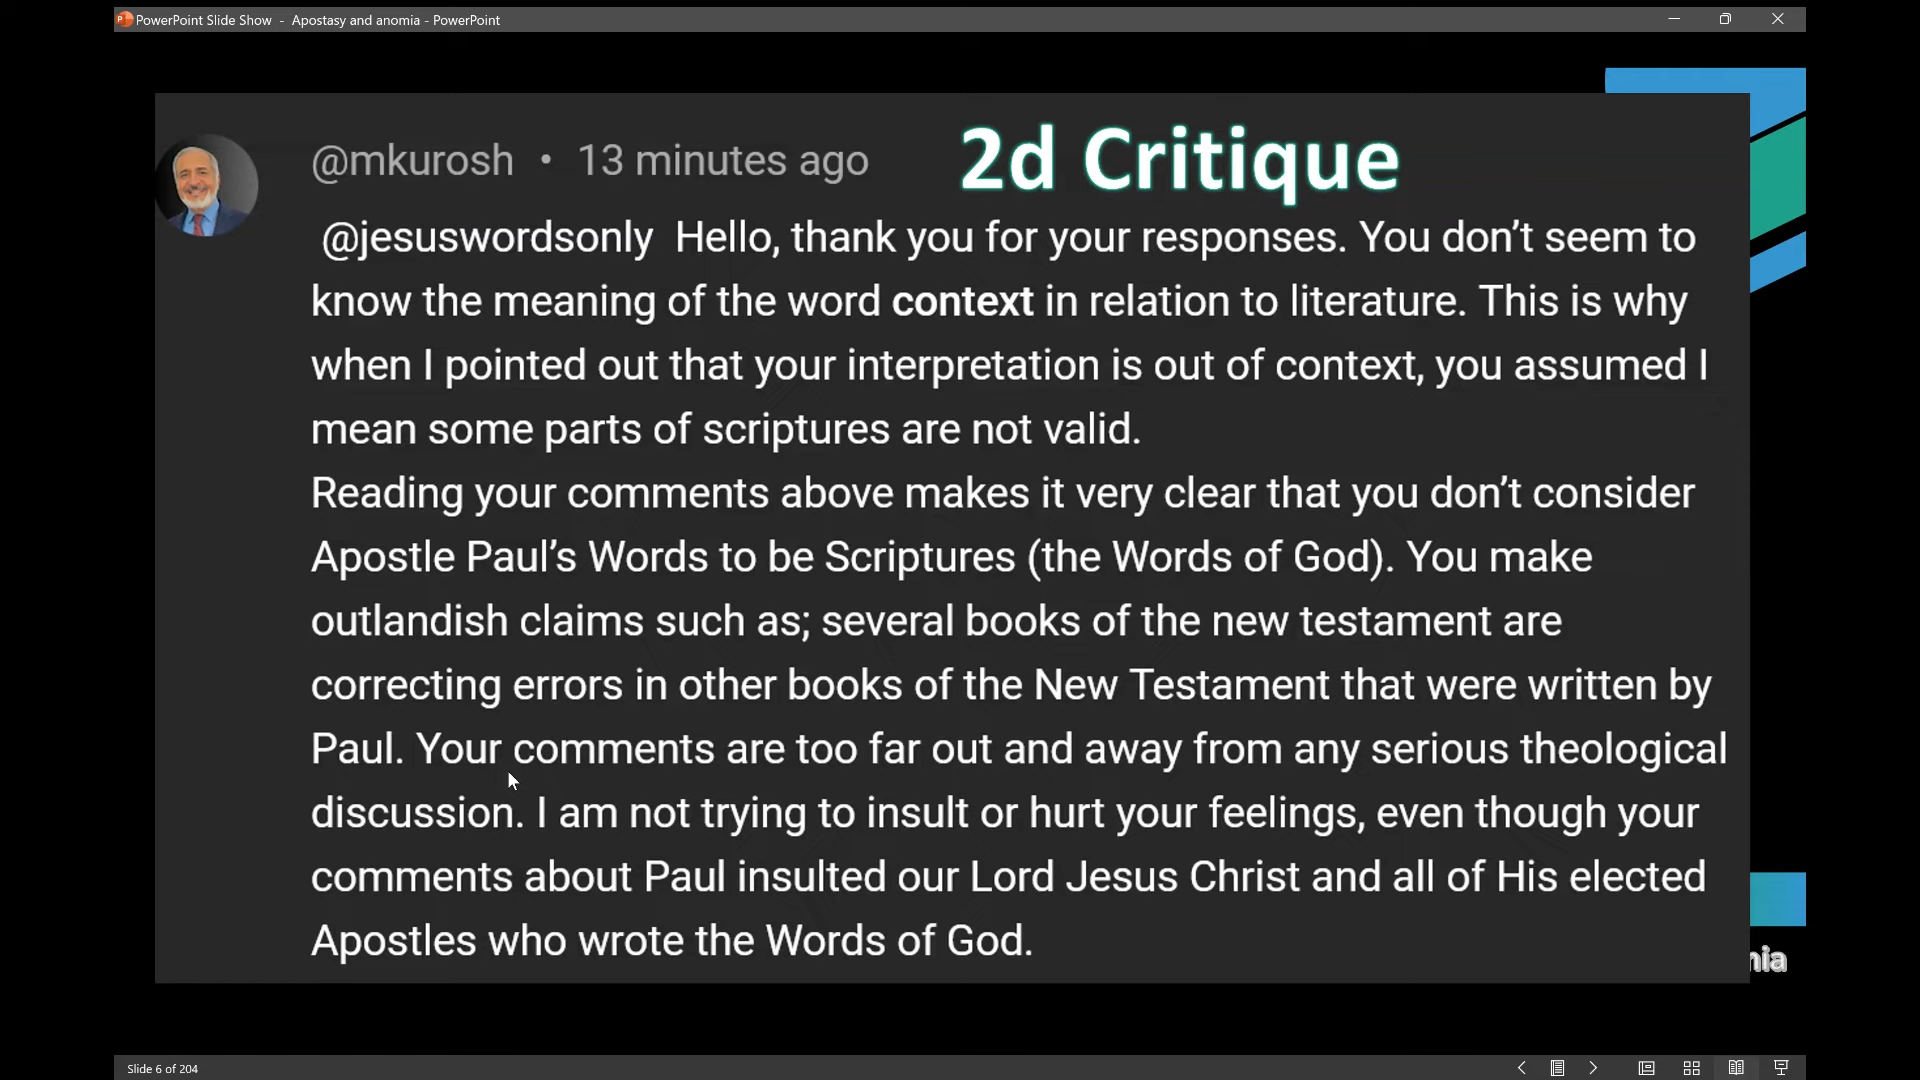 PowerPoint Slide Show - Apostasy and anomia - PowerPoint
@mkurosh • 13 minutes ago
2d Critique
@jesuswordsonly Hello, thank you for your responses. You don’t seem to
know the meaning of the word context in relation to literature. This is why
when I pointed out that your interpretation is out of context, you assumed I
mean some parts of scriptures are not valid.
Reading your comments above makes it very clear that you don’t consider
Apostle Paul’s Words to be Scriptures (the Words of God). You make
outlandish claims such as; several books of the new testament are
correcting errors in other books of the New Testament that were written by
Paul. Your comments are too far out and away from any serious theological
discussion. I am not trying to insult or hurt your feelings, even though your
comments about Paul insulted our Lord Jesus Christ and all of His elected
Apostles who wrote the Words of God.
Slide 6 of 204